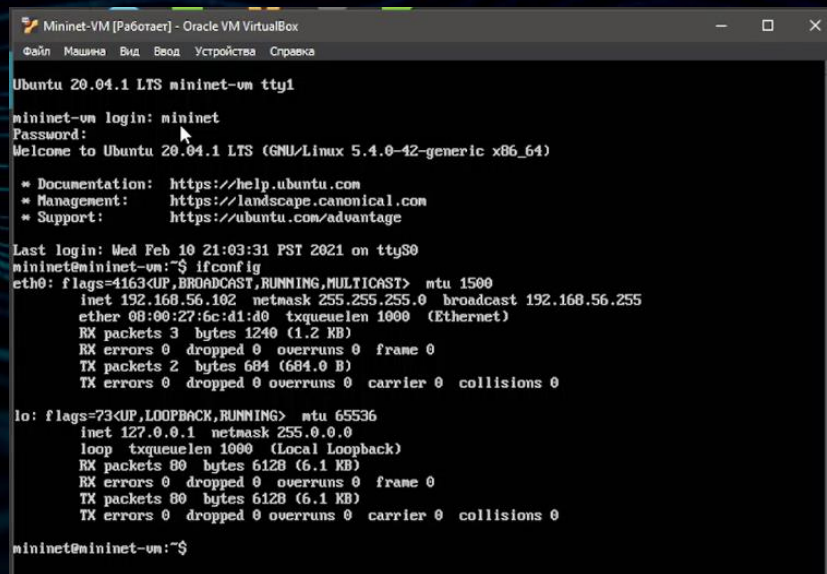 Mininet-VM [Работает] - Oracle VM VirtualBox
Файл Машина Вид Ввод Устройства Справка
Ubuntu 20.04.1 LTS mininet-vm tty1
mininet-vm login: mininet
Password:
Welcome to Ubuntu 20.04.1 LTS (GNU/Linux 5.4.0-42-generic x86_64)
* Documentation: https://help.ubuntu.com
* Management: https://landscape.canonical.com
* Support: https://ubuntu.com/advantage
Last login: Wed Feb 10 21:03:31 PST 2021 on ttyS0
mininet@mininet-vm:~$ ifconfig
eth0: flags=4163<UP,BROADCAST,RUNNING,MULTICAST> mtu 1500
inet 192.168.56.102 netmask 255.255.255.0 broadcast 192.168.56.255
ether 08:00:27:6c:d1:d0 txqueuelen 1000 (Ethernet)
RX packets 3 bytes 1240 (1.2 KB)
RX errors 0 dropped 0 overruns 0 frame 0
TX packets 2 bytes 684 (684.0 B)
TX errors 0 dropped 0 overruns 0 carrier 0 collisions 0
lo: flags=73<UP,LOOPBACK,RUNNING> mtu 65536
inet 127.0.0.1 netmask 255.0.0.0
loop txqueuelen 1000 (Local Loopback)
RX packets 80 bytes 6128 (6.1 KB)
RX errors 0 dropped 0 overruns 0 frame 0
TX packets 80 bytes 6128 (6.1 KB)
TX errors 0 dropped 0 overruns 0 carrier 0 collisions 0
mininet@mininet-vm:~$